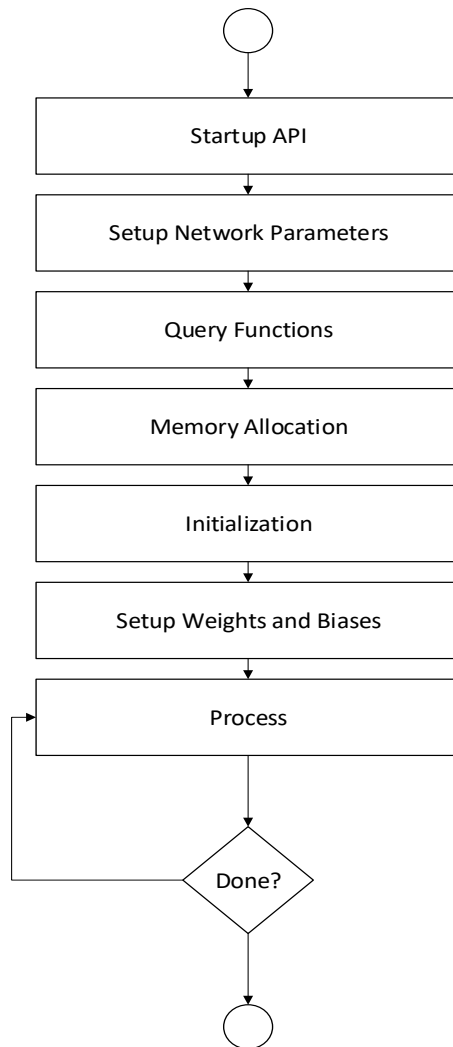 Startup API
Setup Network Parameters
Query Functions
Memory Allocation
Initialization
Setup Weights and Biases
Process
Done?